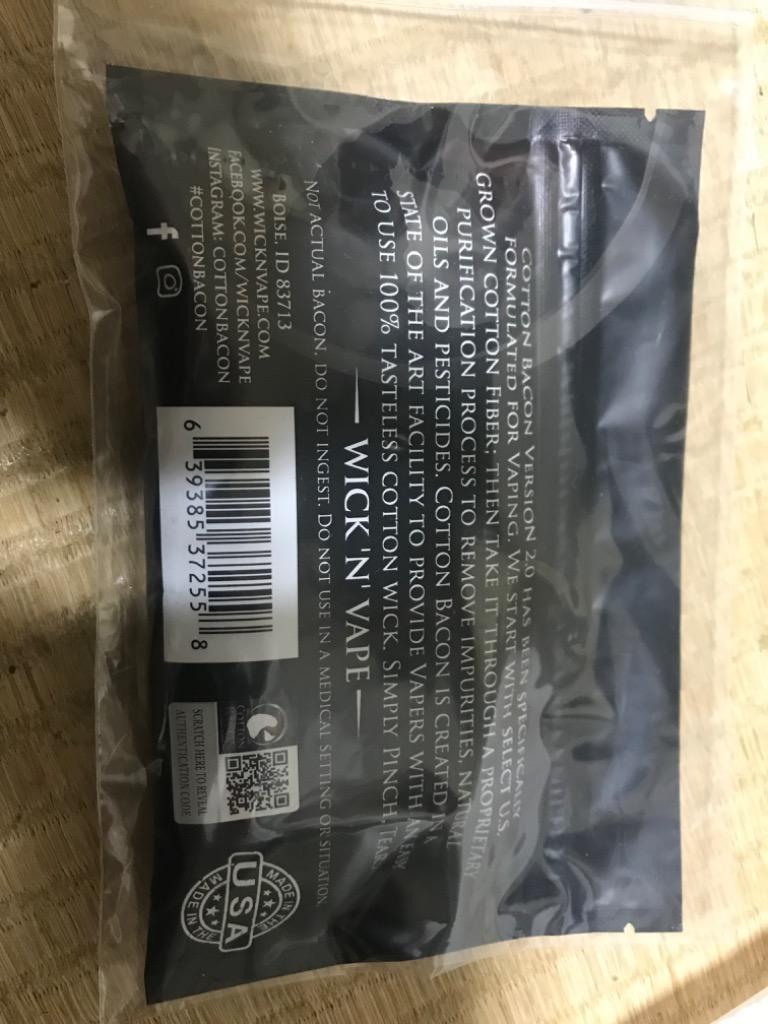 COTTON BACON VERSION 2.0 HAS BEEN SPECIFICALLY
FORMULATED FOR VAPING. WE START WITH SELECT U.S.
GROWN COTTON FIBER; THEN TAKE IT THROUGH A PROPRIETARY
PURIFICATION PROCESS TO REMOVE IMPURITIES, NATURAL
OILS AND PESTICIDES. COTTON BACON IS CREATED IN A
STATE OF THE ART FACILITY TO PROVIDE VAPERS WITH AN EASY
TO USE 100% TASTELESS COTTON WICK. SIMPLY PINCH, TEAR
WICK 'N' VAPE
NOT ACTUAL BACON. DO NOT INGEST. DO NOT USE IN A MEDICAL SETTING OR SITUATION.
BOISE, ID 83713
WWW.WICKNVAPE.COM
FACEBOOK.COM/WICKNVAPE
INSTAGRAM: COTTONBACON
#COTTONBACON
6 39385 37255 8
COTTON
SCRATCH HERE TO REVEAL
AUTHENTICATION CODE
MADE IN THE
USA
MADE IN THE